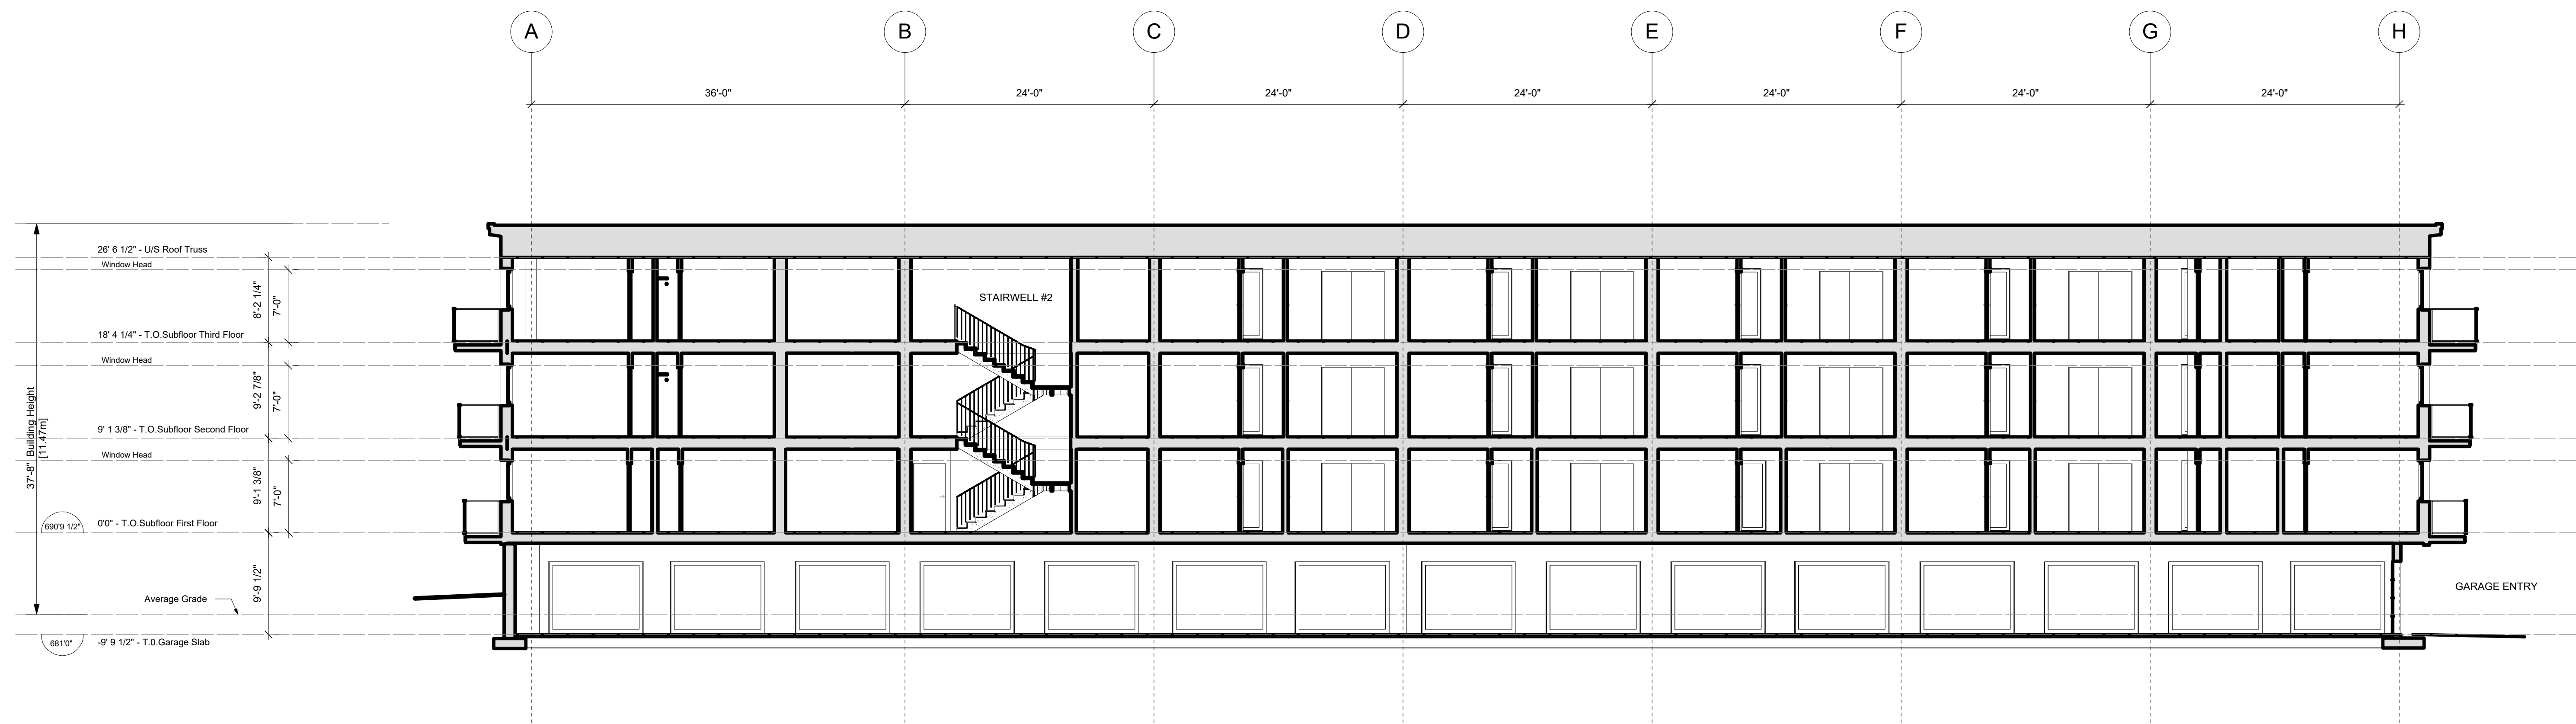 A
B
C
D
E
F
G
H
36'-0"
24'-0"
24'-0"
24'-0"
24'-0"
24'-0"
24'-0"
26' 6 1/2" - U/S Roof Truss
Window Head
8'-2 1/4"
7'-0"
STAIRWELL #2
18' 4 1/4" - T.O.Subfloor Third Floor
Window Head
9'-2 7/8"
7'-0"
37'-8" Building Height
[11.47m]
9' 1 3/8" - T.O.Subfloor Second Floor
Window Head
9'-1 3/8"
7'-0"
690'9 1/2"
0'0" - T.O.Subfloor First Floor
9'-9 1/2"
Average Grade
GARAGE ENTRY
681'0"
-9' 9 1/2" - T.0.Garage Slab